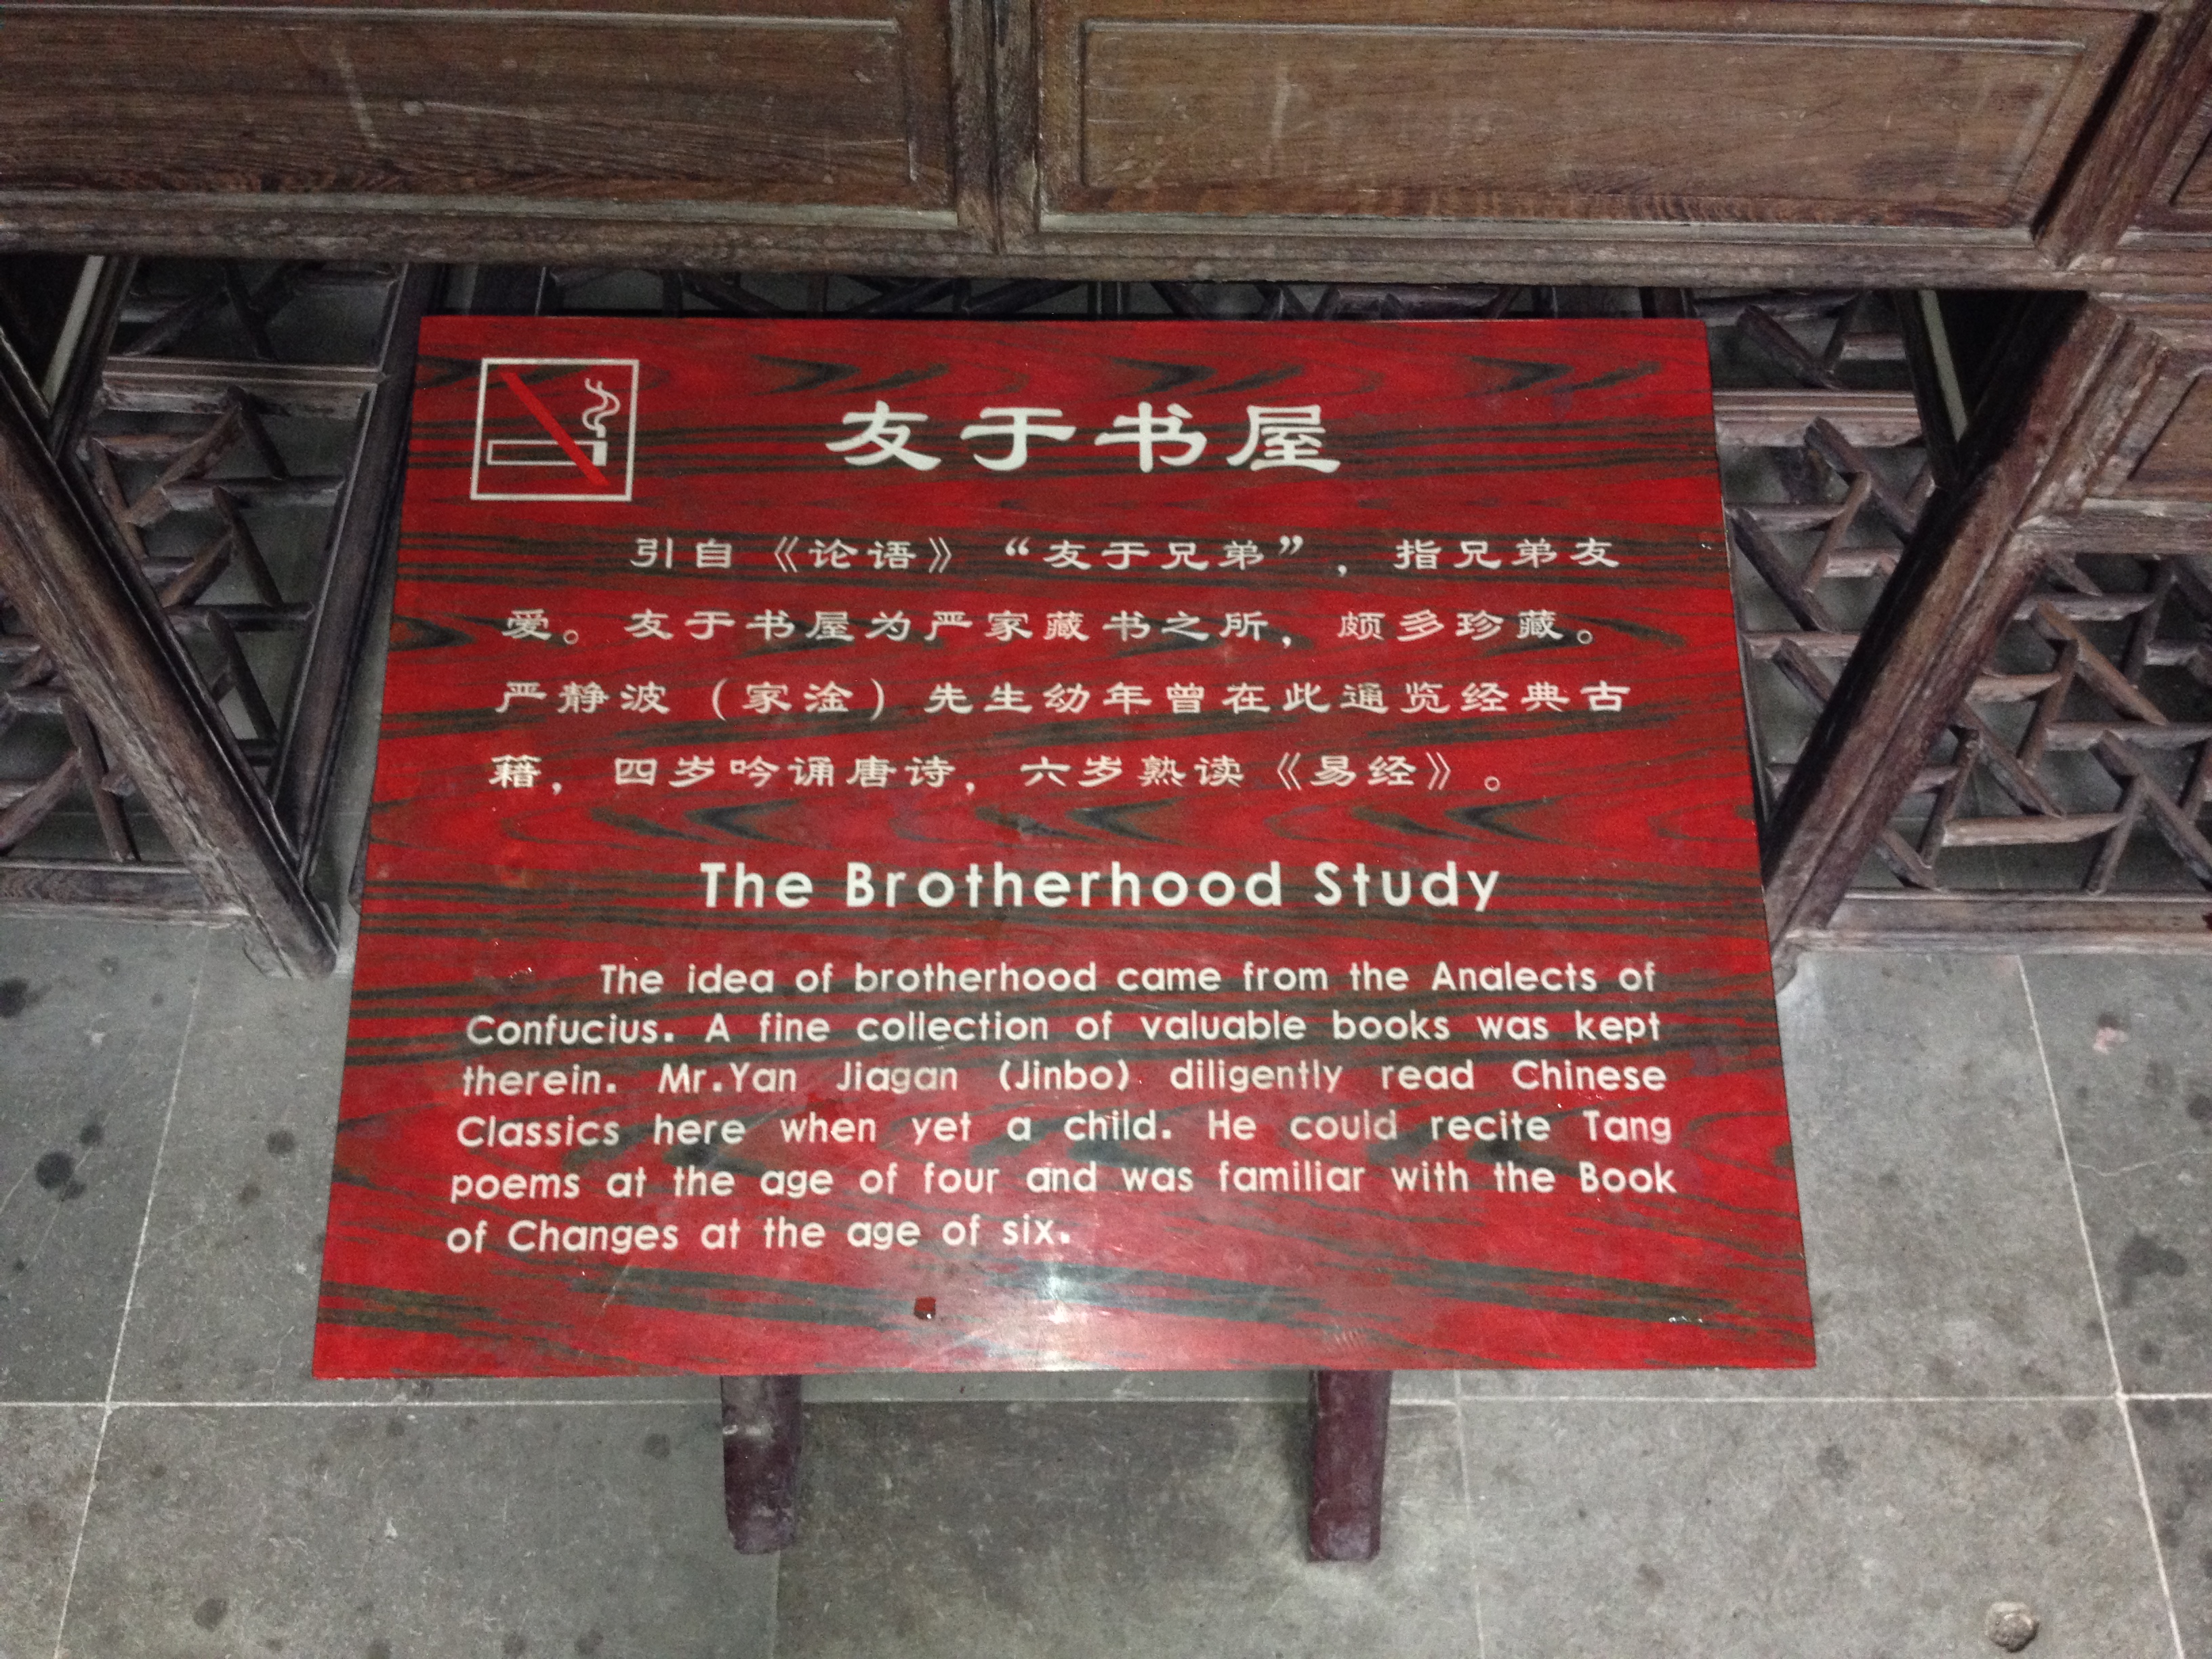 友于书屋
引自《论语》“友于兄弟”，指兄弟友
爱。友于书屋为严家藏书之所，颇多珍藏。
严静波（家淦）先生幼年曾在此通览经典古
籍，四岁吟诵唐诗，六岁熟读《易经》。
The Brotherhood Study
The idea of brotherhood came from the Analects of
Confucius. A fine collection of valuable books was kept
therein. Mr.Yan Jiagan (Jinbo) diligently read Chinese
Classics here when yet a child. He could recite Tang
poems at the age of four and was familiar with the Book
of Changes at the age of six.